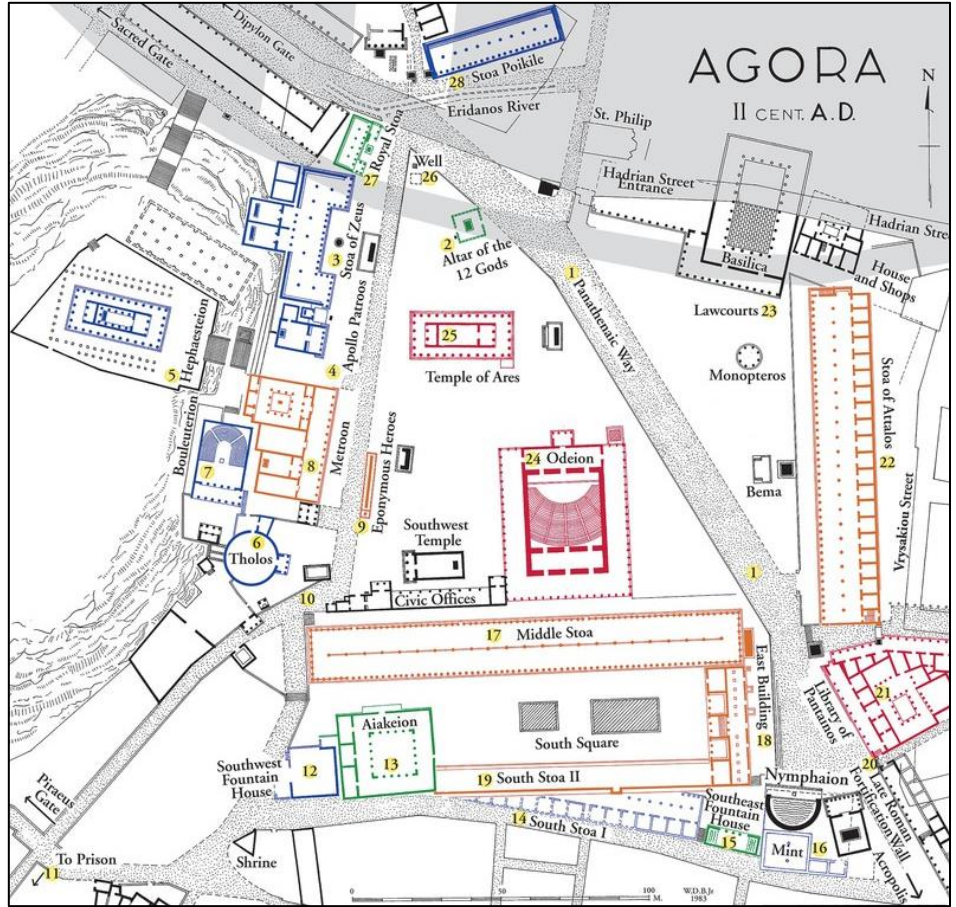 Dipylon Gate
Sacred Gate
28
Stoa Poikile
Eridanos River
AGORA
II CENT. A.D.
N
St. Philip
Hadrian Street
Entrance
Royal Stoa
27
Well
26
2
Altar of the
12 Gods
3
Stoa of Zeus
1
Panathenaic Way
Basilica
Hadrian Stre
House
and Shops
Lawcourts 23
5
Hephaesteion
4
Apollo Patroos
25
Temple of Ares
Monopteros
Stoa of Attalos
22
Bouleuterion
7
8
Metroon
9
Eponymous Heroes
24 Odeion
Bema
Vrysakiou Street
6
Tholos
Southwest
Temple
10
Civic Offices
1
17 Middle Stoa
East Building
18
Library of
Pantainos
21
Aiakeion
13
South Square
Southwest
Fountain
House
12
19 South Stoa II
20
Nymphaion
Late Roman
Fortification Wall
14 South Stoa I
Southeast
Fountain
House
15
Mint
16
Acropolis
Piraeus
Gate
To Prison
11
Shrine
0 50 100
M.
W.D.B.Jr
1983